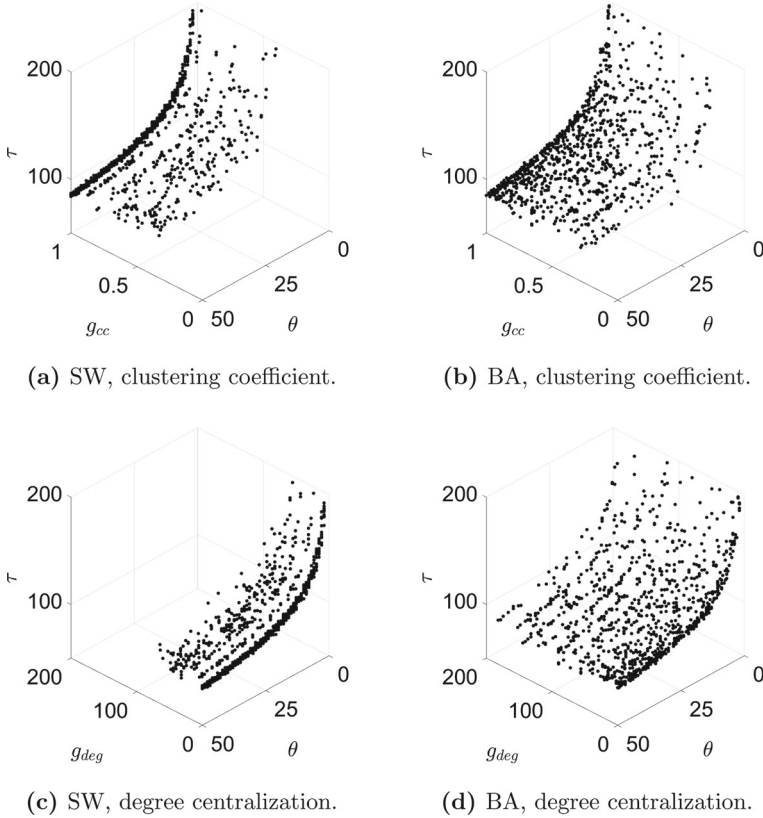 200
τ
100
1
0.5
g_cc
0
50
θ
25
0
(a) SW, clustering coefficient.
200
τ
100
1
0.5
g_cc
0
50
θ
25
0
(b) BA, clustering coefficient.
200
τ
100
200
100
g_deg
0
50
θ
25
0
(c) SW, degree centralization.
200
τ
100
200
100
g_deg
0
50
θ
25
0
(d) BA, degree centralization.